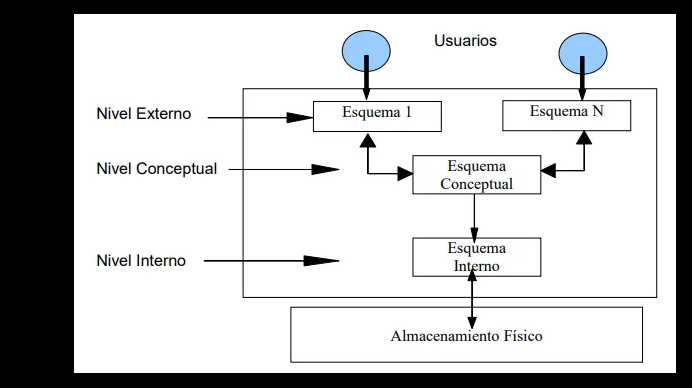 Usuarios
Nivel Externo
Esquema 1
Esquema N
Nivel Conceptual
Esquema
Conceptual
Nivel Interno
Esquema
Interno
Almacenamiento Físico